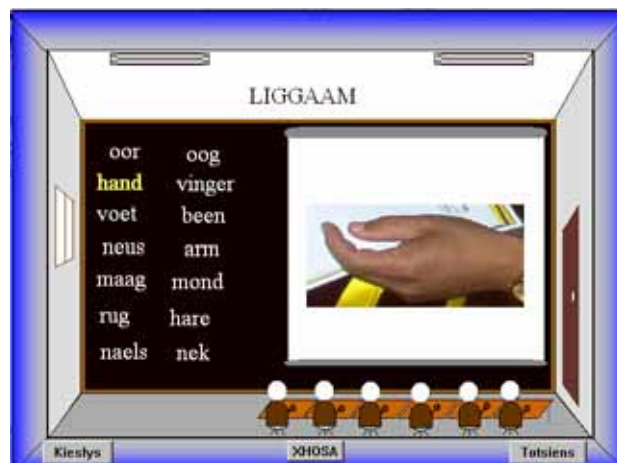 LIGGAAM
oor oog
hand vinger
voet been
neus arm
maag mond
rug hare
naels nek
Kieslys XHOSA Totsiens